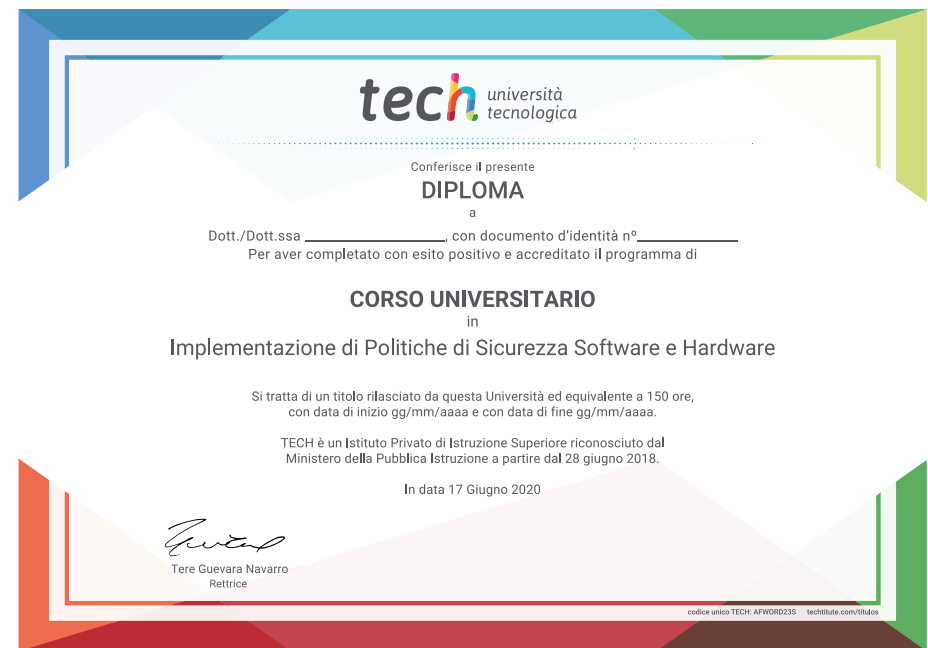 tech università
tecnologica
Conferisce il presente
DIPLOMA
a
Dott./Dott.ssa ____________________, con documento d'identità nº______________
Per aver completato con esito positivo e accreditato il programma di
CORSO UNIVERSITARIO
in
Implementazione di Politiche di Sicurezza Software e Hardware
Si tratta di un titolo rilasciato da questa Università ed equivalente a 150 ore,
con data di inizio gg/mm/aaaa e con data di fine gg/mm/aaaa.
TECH è un Istituto Privato di Istruzione Superiore riconosciuto dal
Ministero della Pubblica Istruzione a partire dal 28 giugno 2018.
In data 17 Giugno 2020
Tere Guevara Navarro
Rettrice
codice unico TECH: AFWORD23S techtitute.com/titulos